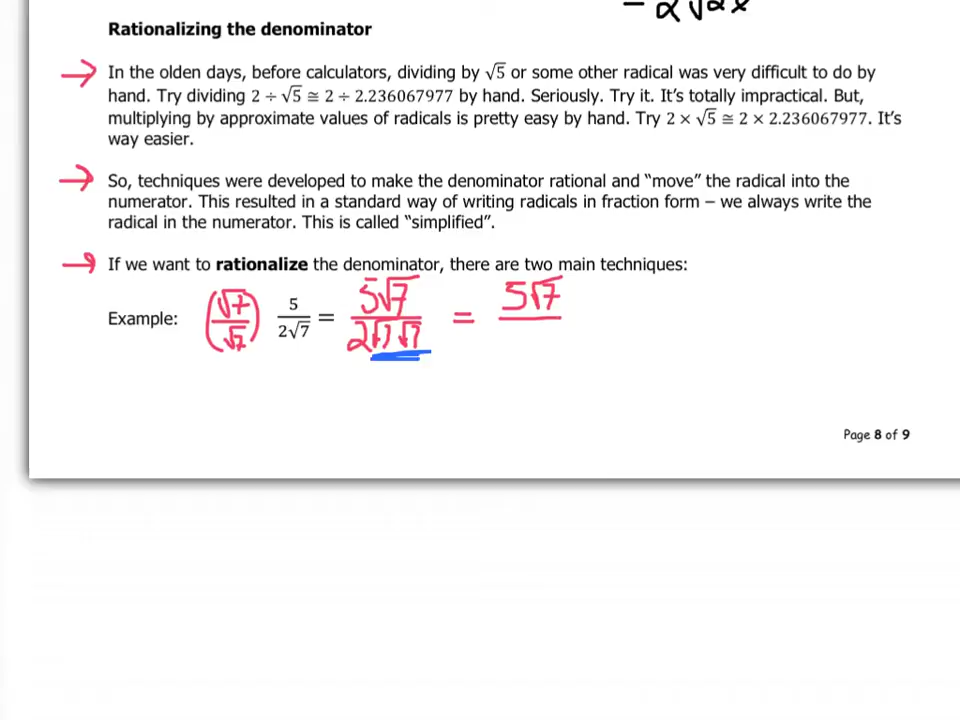 - 2√2x
Rationalizing the denominator
In the olden days, before calculators, dividing by √5 or some other radical was very difficult to do by
hand. Try dividing 2 ÷ √5 ≅ 2 ÷ 2.236067977 by hand. Seriously. Try it. It's totally impractical. But,
multiplying by approximate values of radicals is pretty easy by hand. Try 2 × √5 ≅ 2 × 2.236067977. It's
way easier.
So, techniques were developed to make the denominator rational and “move” the radical into the
numerator. This resulted in a standard way of writing radicals in fraction form – we always write the
radical in the numerator. This is called “simplified”.
If we want to rationalize the denominator, there are two main techniques:
Example: (√7/√7) 5/2√7 = 5√7/2√7√7 = 5√7
Page 8 of 9